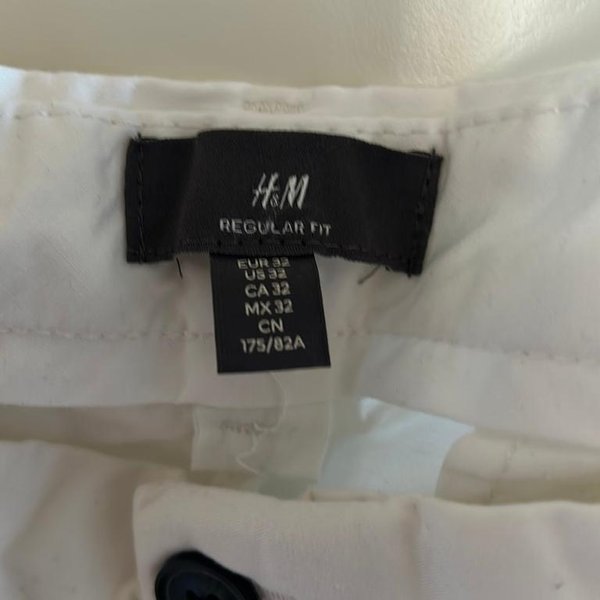 H&M
REGULAR FIT
EUR 32
US 32
CA 32
MX 32
CN
175/82A